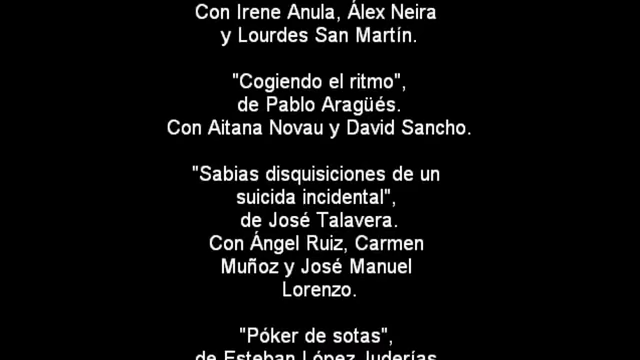 Con Irene Anula, Álex Neira
y Lourdes San Martín.
"Cogiendo el ritmo",
de Pablo Aragüés.
Con Aitana Novau y David Sancho.
"Sabias disquisiciones de un
suicida incidental",
de José Talavera.
Con Ángel Ruiz, Carmen
Muñoz y José Manuel
Lorenzo.
"Póker de sotas",
de Esteban López Juderías